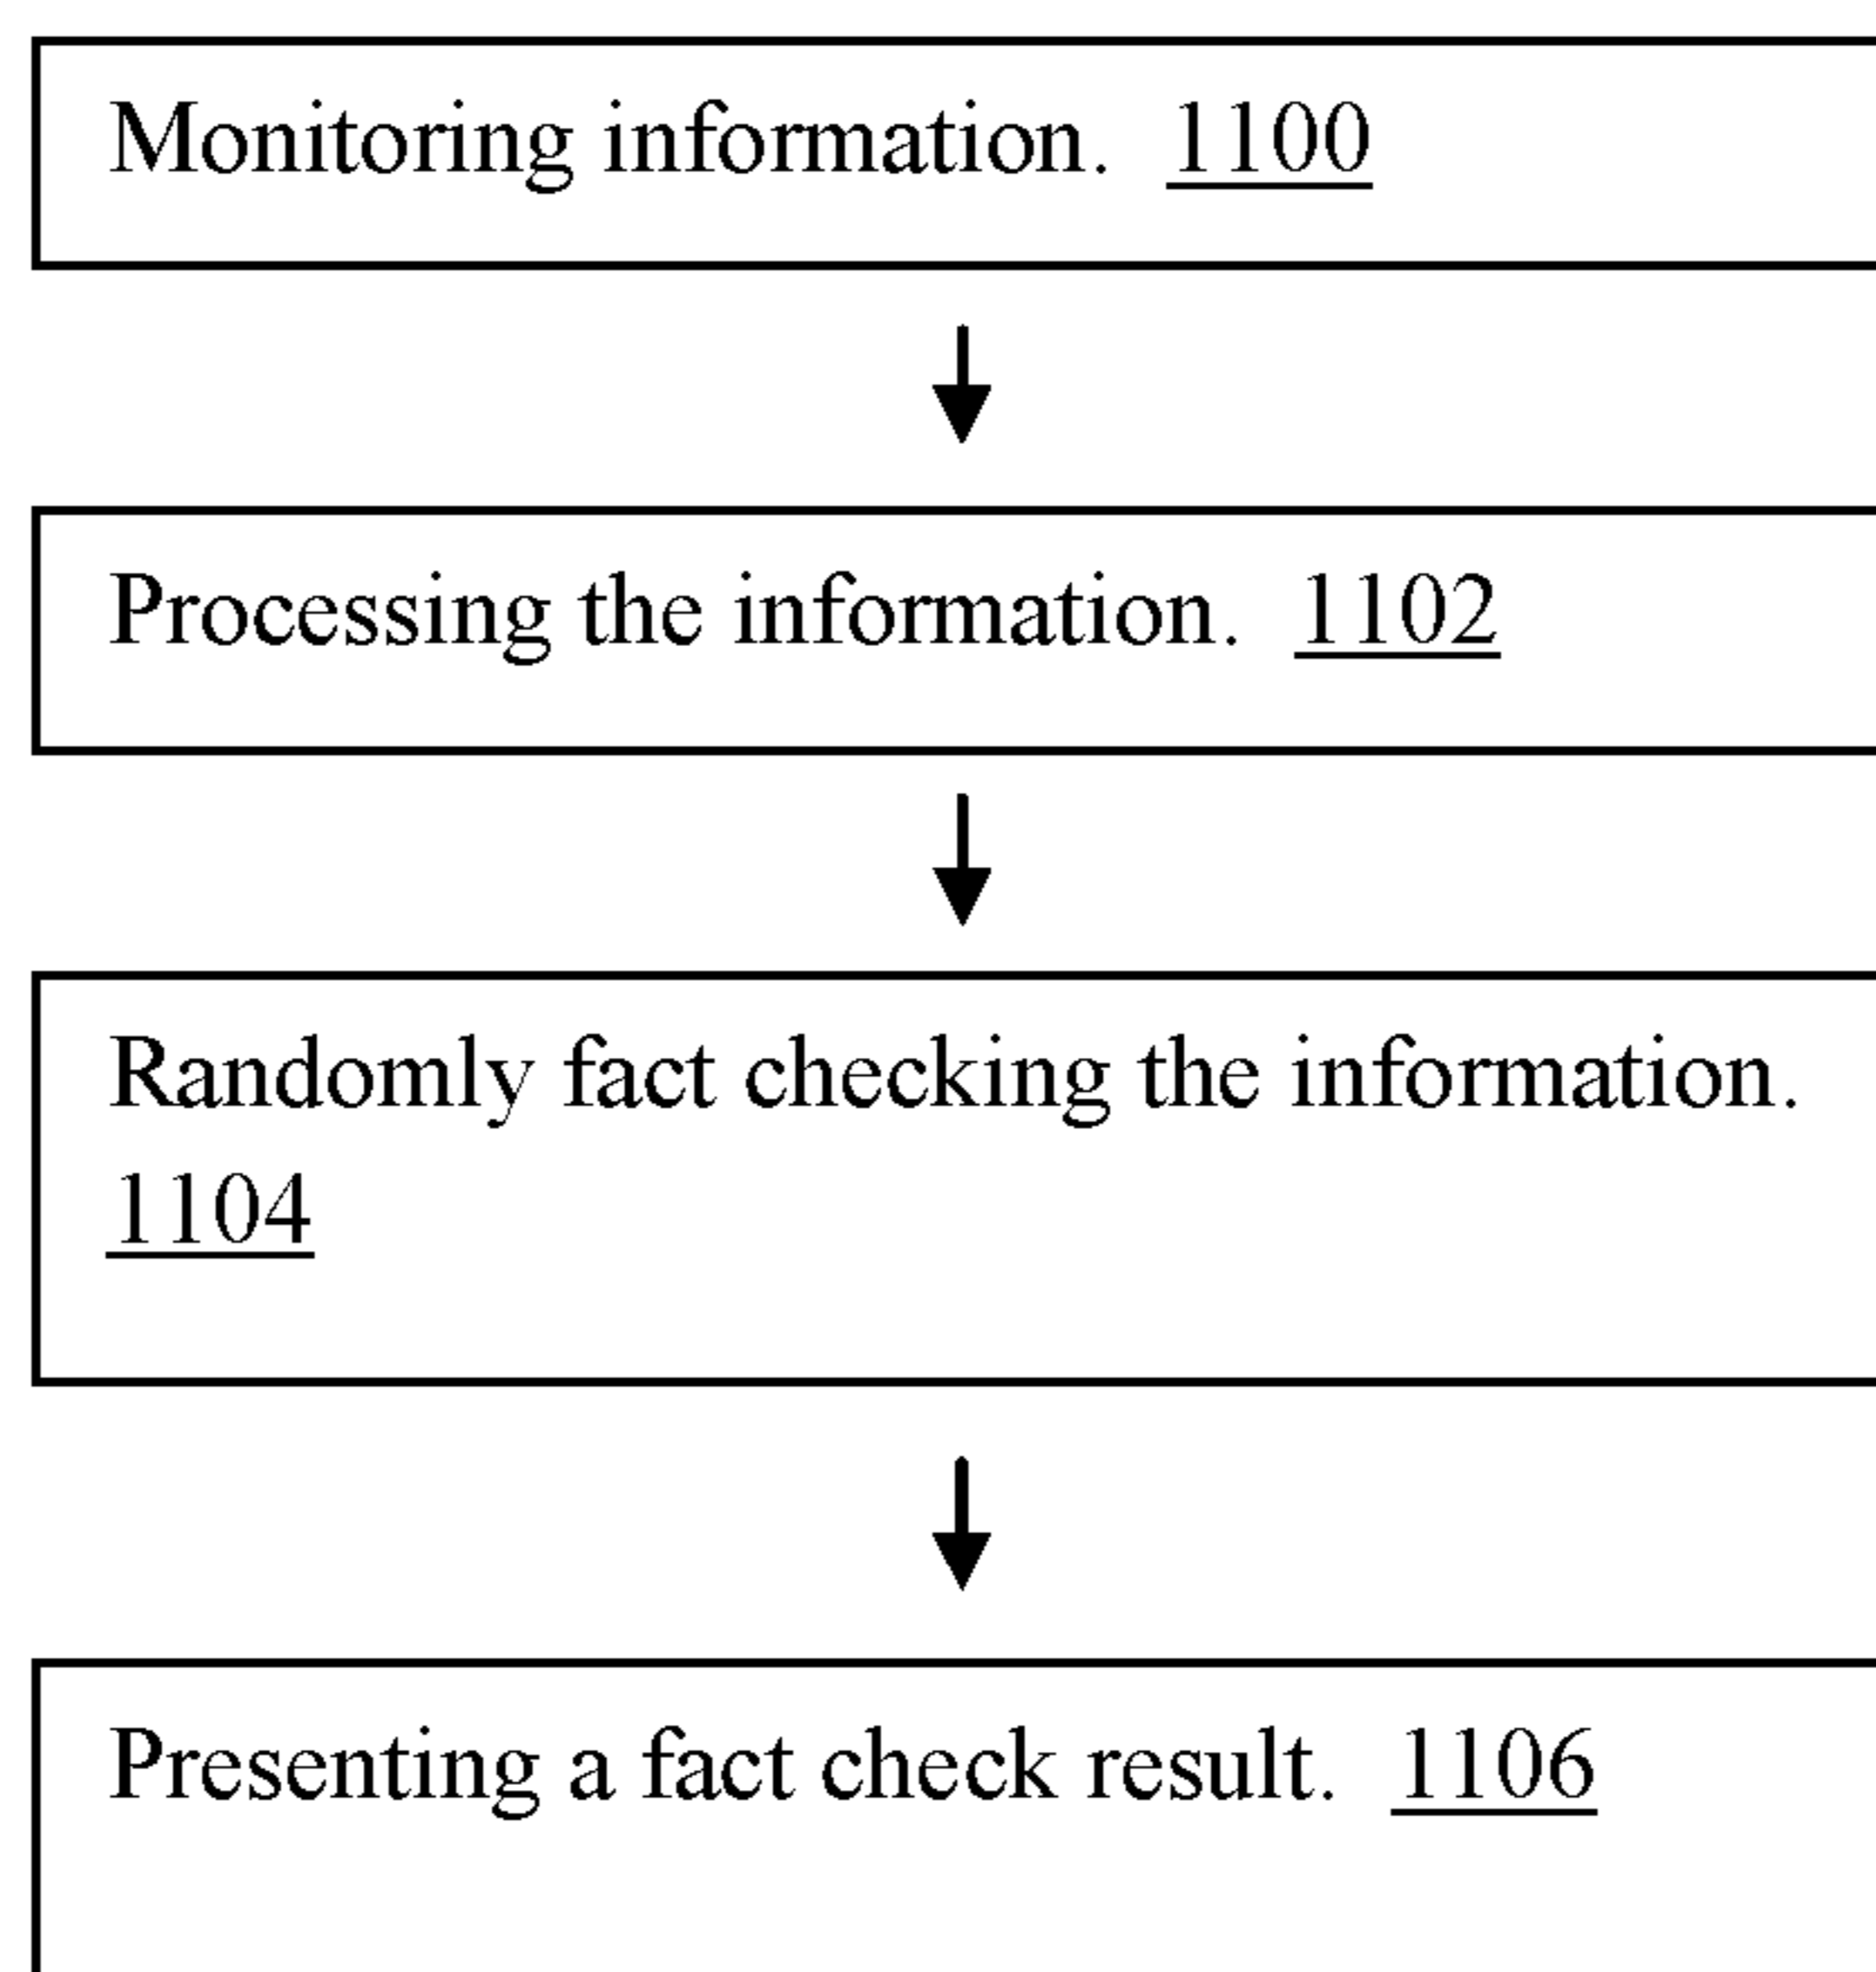 Monitoring information. 1100
Processing the information. 1102
Randomly fact checking the information.
1104
Presenting a fact check result. 1106